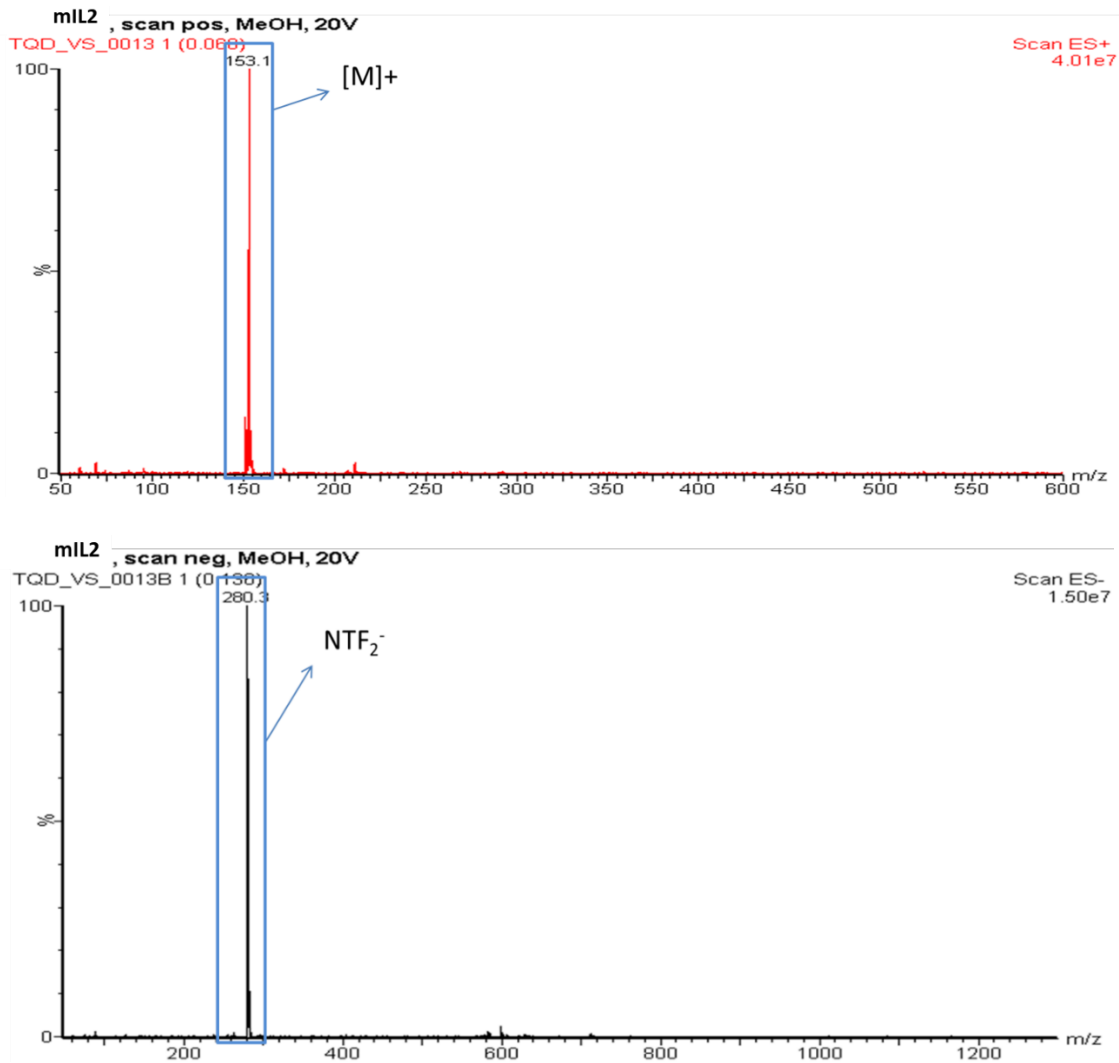 mIL2 , scan pos, MeOH, 20V
TQD_VS_0013 1 (0.068)
Scan ES+
4.01e7
153.1
[M]+
100
%
0
50 100 150 200 250 300 350 400 450 500 550 600 m/z
mIL2 , scan neg, MeOH, 20V
TQD_VS_0013B 1 (0.138)
Scan ES-
1.50e7
280.3
NTF₂⁻
100
%
0
200 400 600 800 1000 1200 m/z